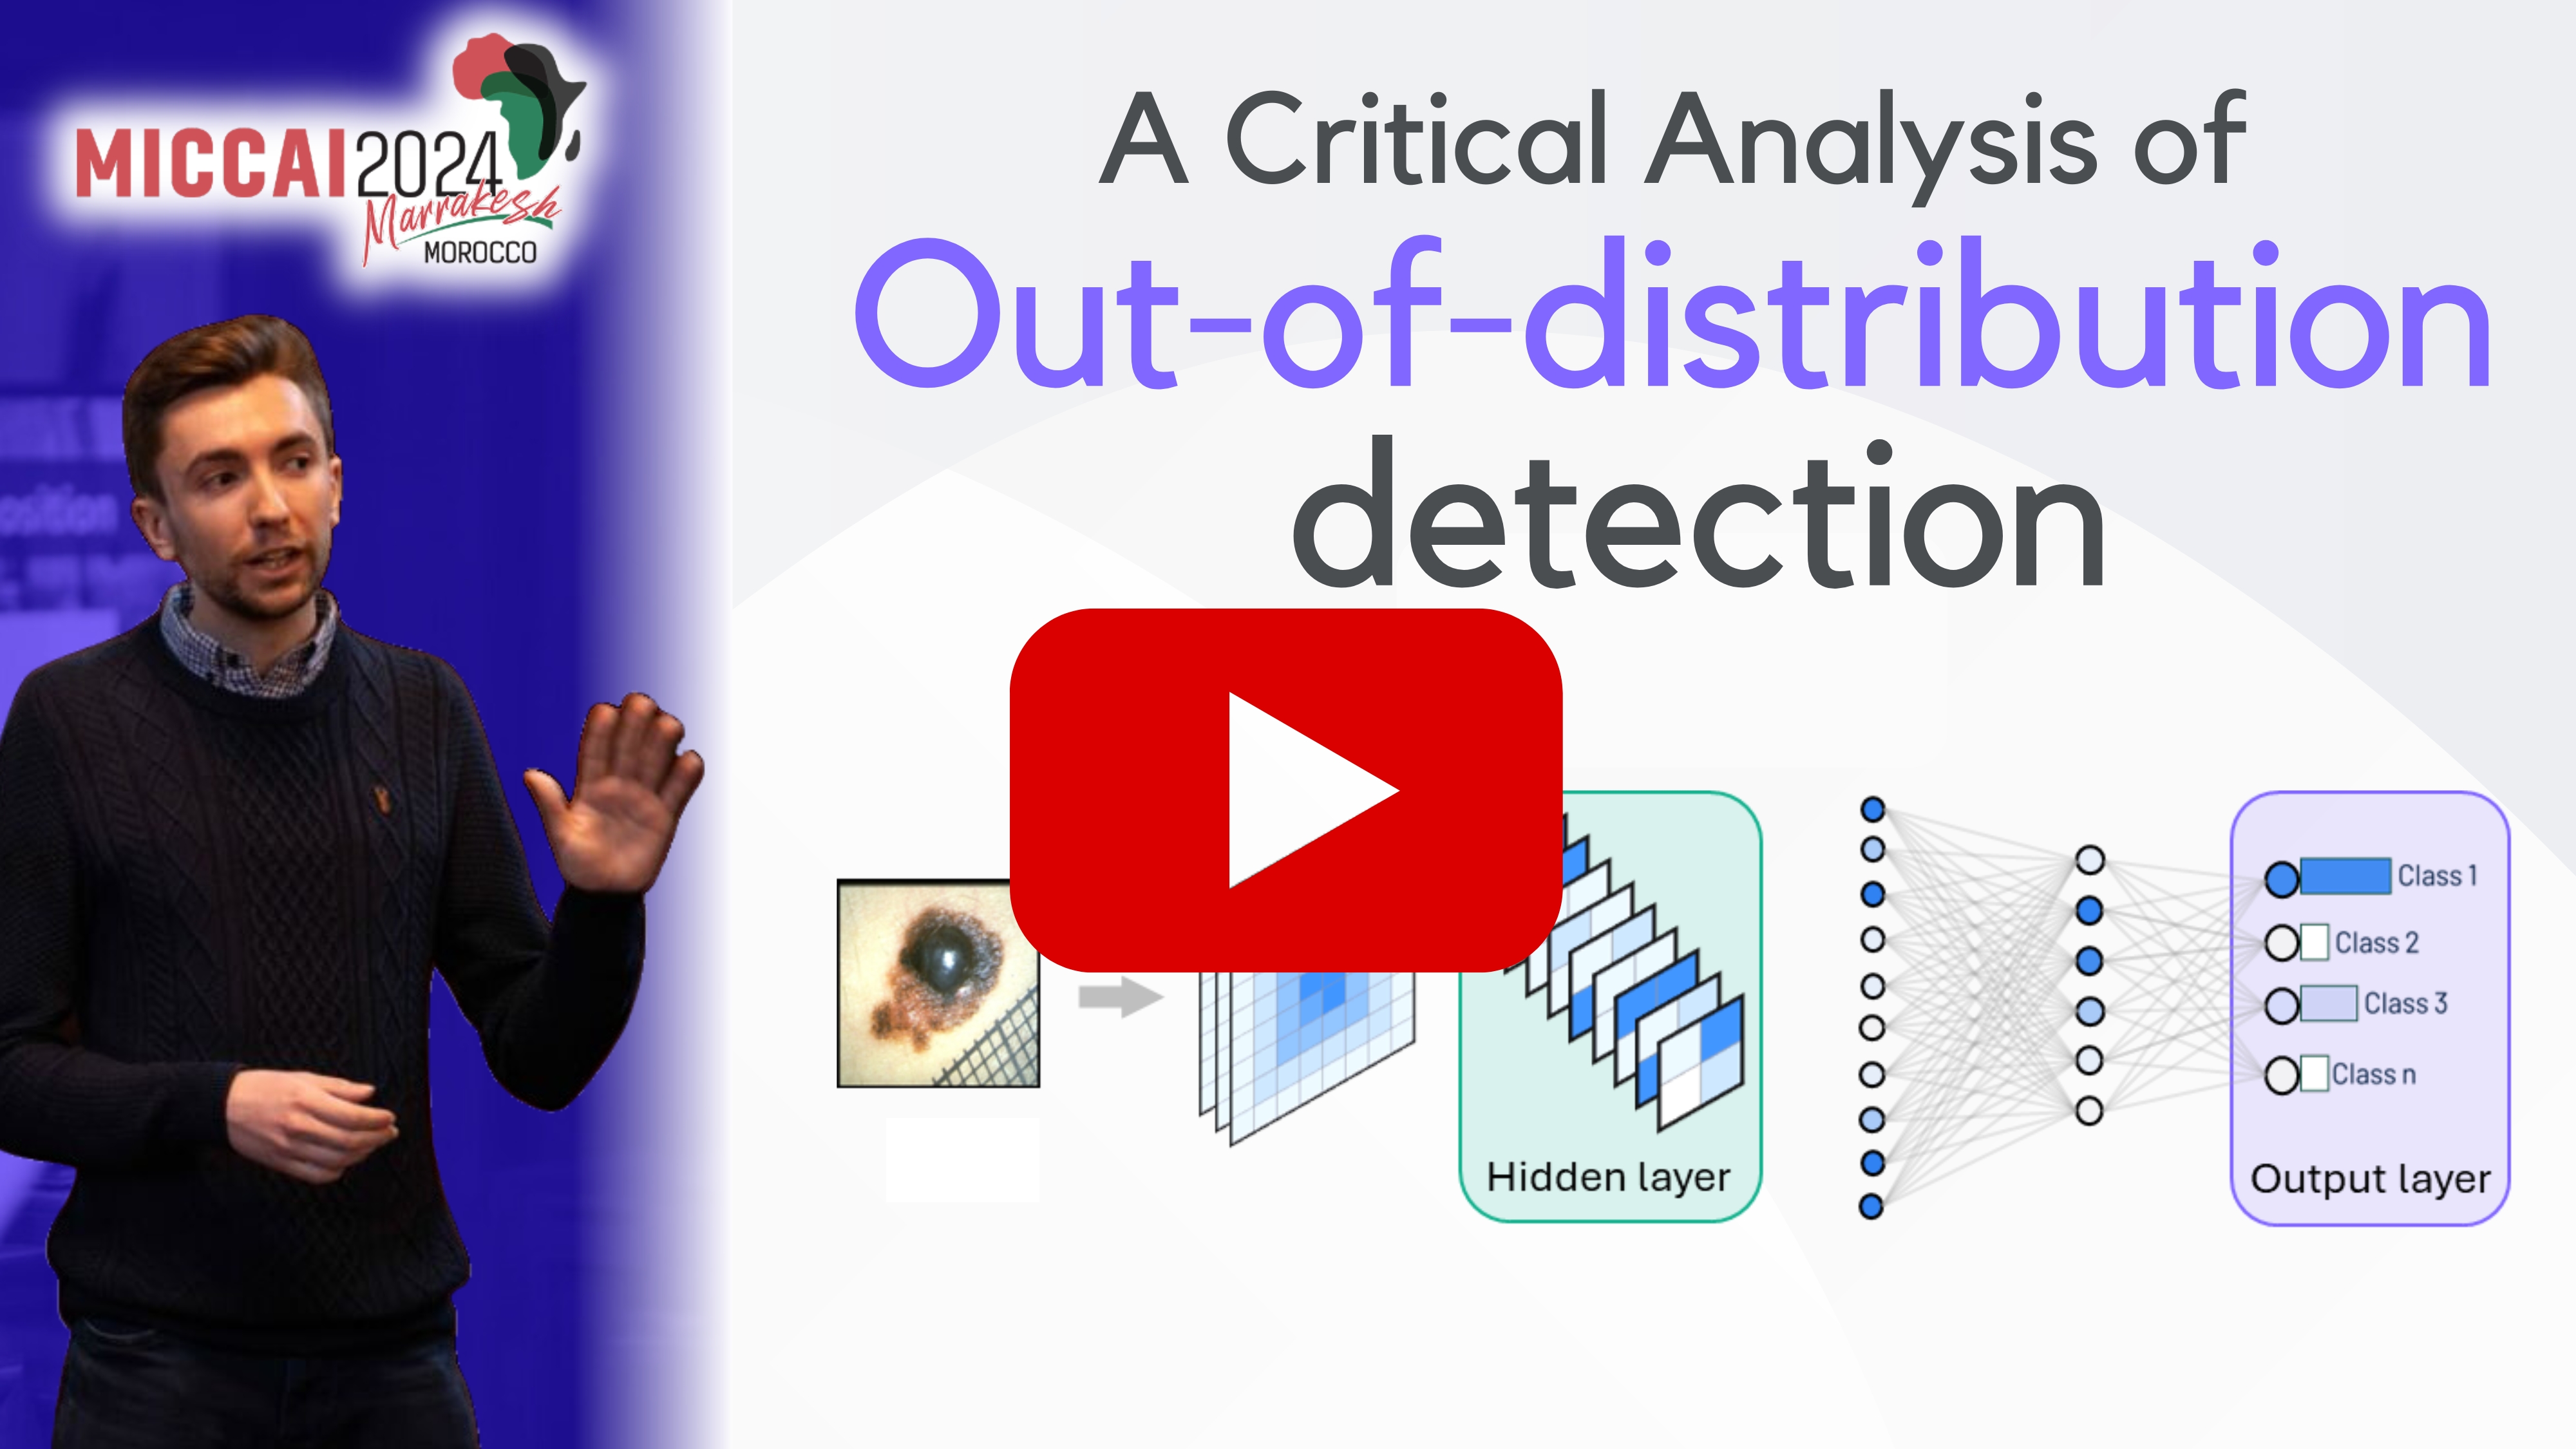 MICCAI2024
Marrakesh
MOROCCO
A Critical Analysis of
Out-of-distribution
detection
osition
Class 1
Class 2
Class 3
Class n
Hidden layer
Output layer